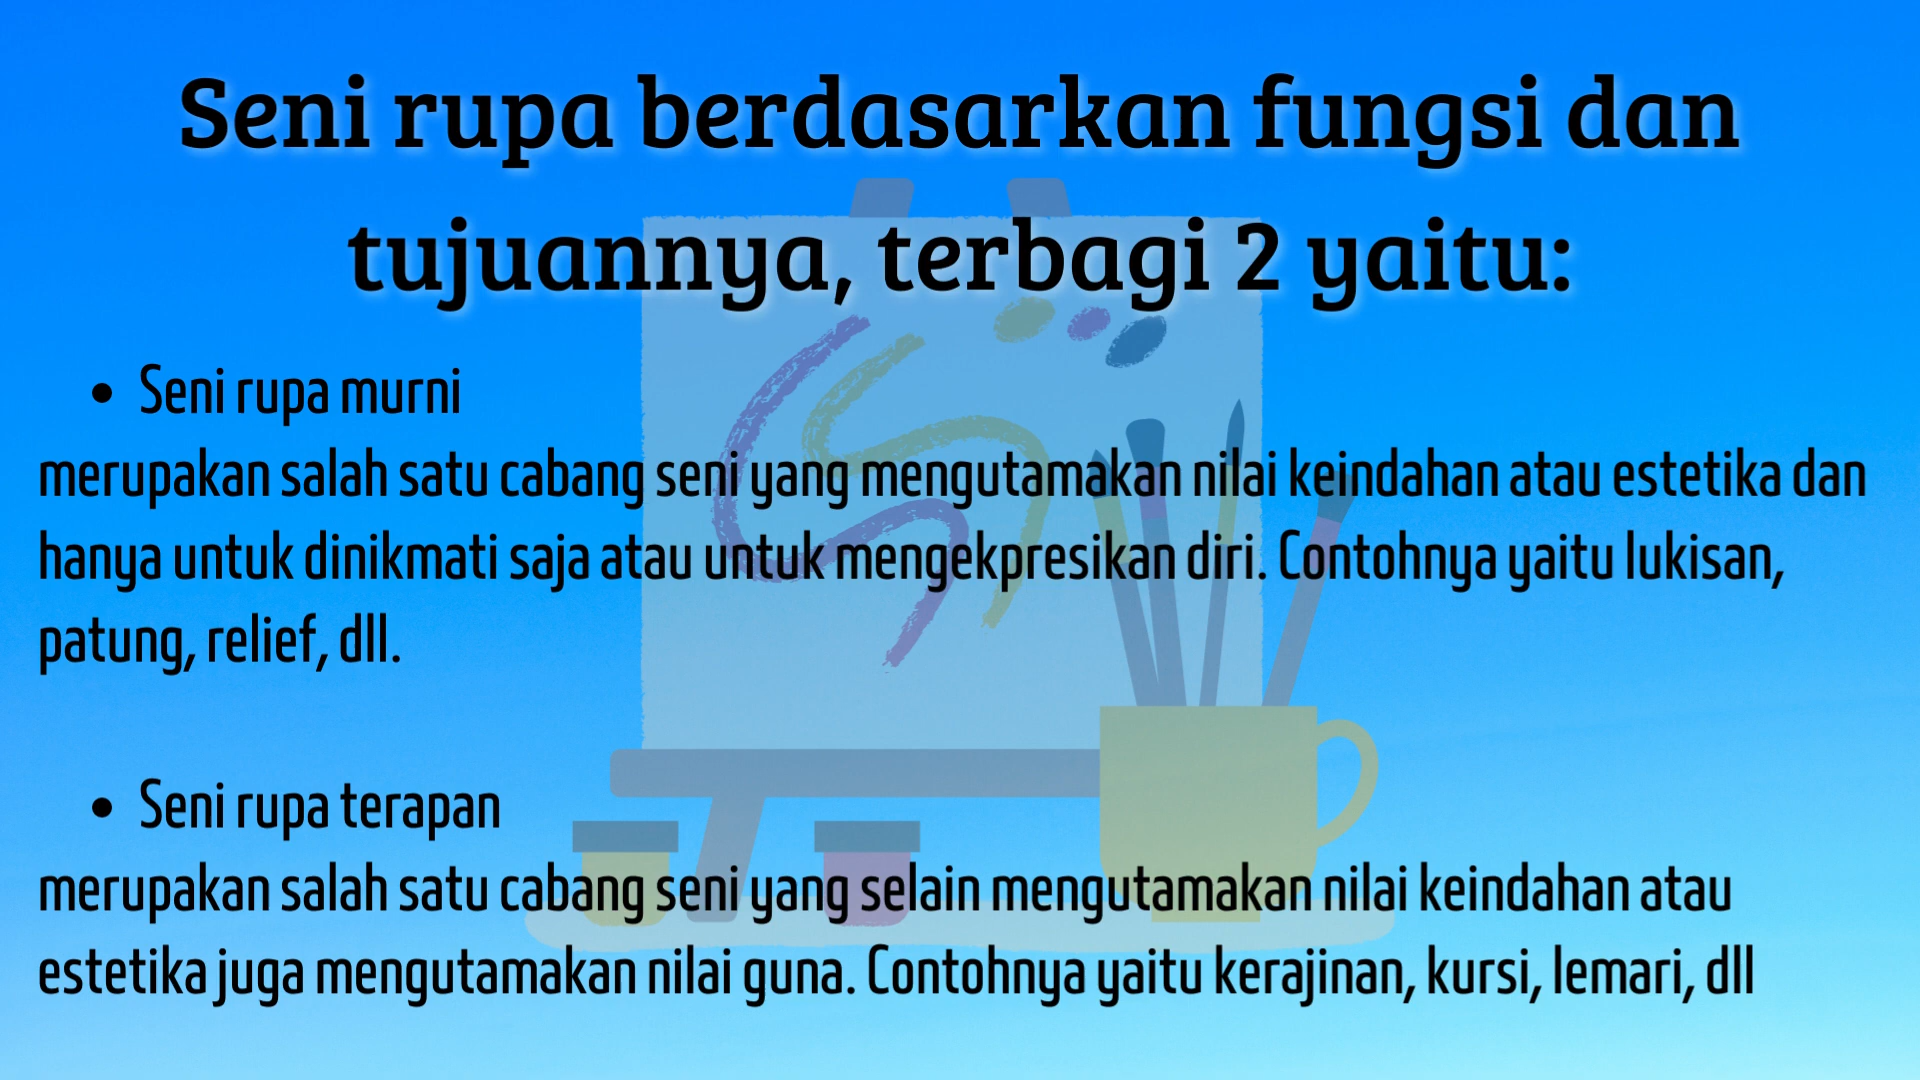 Seni rupa berdasarkan fungsi dan
tujuannya, terbagi 2 yaitu:
• Seni rupa murni
merupakan salah satu cabang seni yang mengutamakan nilai keindahan atau estetika dan
hanya untuk dinikmati saja atau untuk mengekpresikan diri. Contohnya yaitu lukisan,
patung, relief, dll.
• Seni rupa terapan
merupakan salah satu cabang seni yang selain mengutamakan nilai keindahan atau
estetika juga mengutamakan nilai guna. Contohnya yaitu kerajinan, kursi, lemari, dll